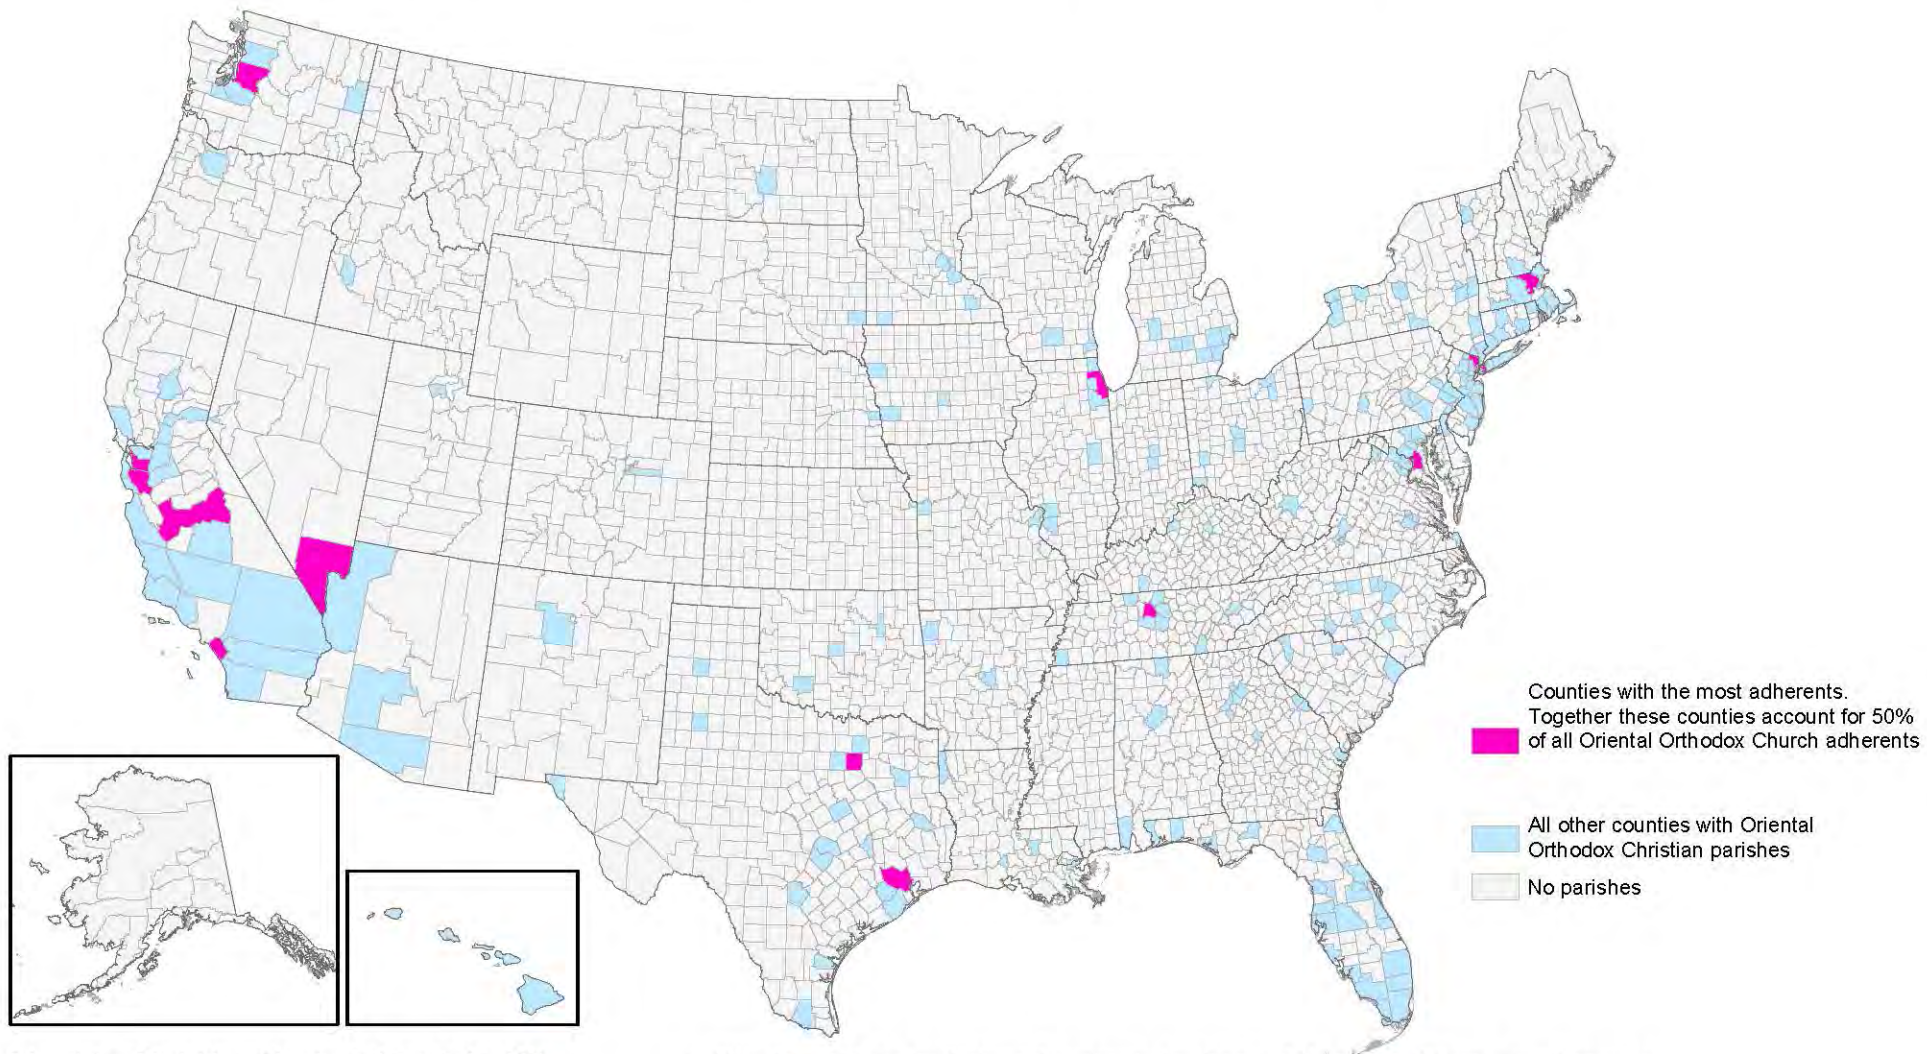 Counties with the most adherents.
Together these counties account for 50%
of all Oriental Orthodox Church adherents
All other counties with Oriental
Orthodox Christian parishes
No parishes